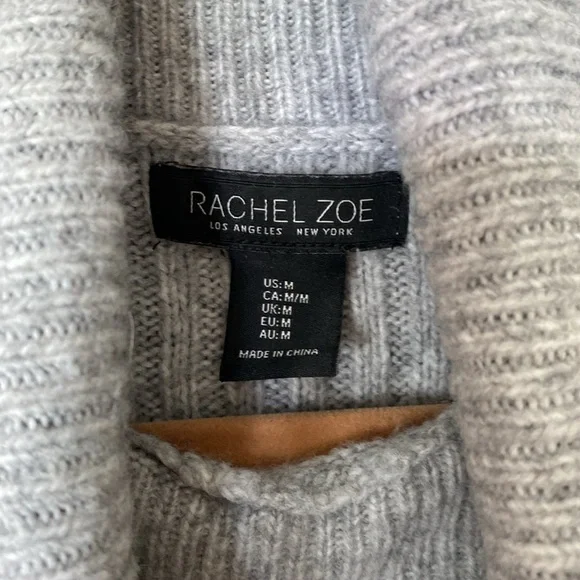 RACHEL ZOE
LOS ANGELES NEW YORK
US: M
CA: M/M
UK: M
EU: M
AU: M
MADE IN CHINA